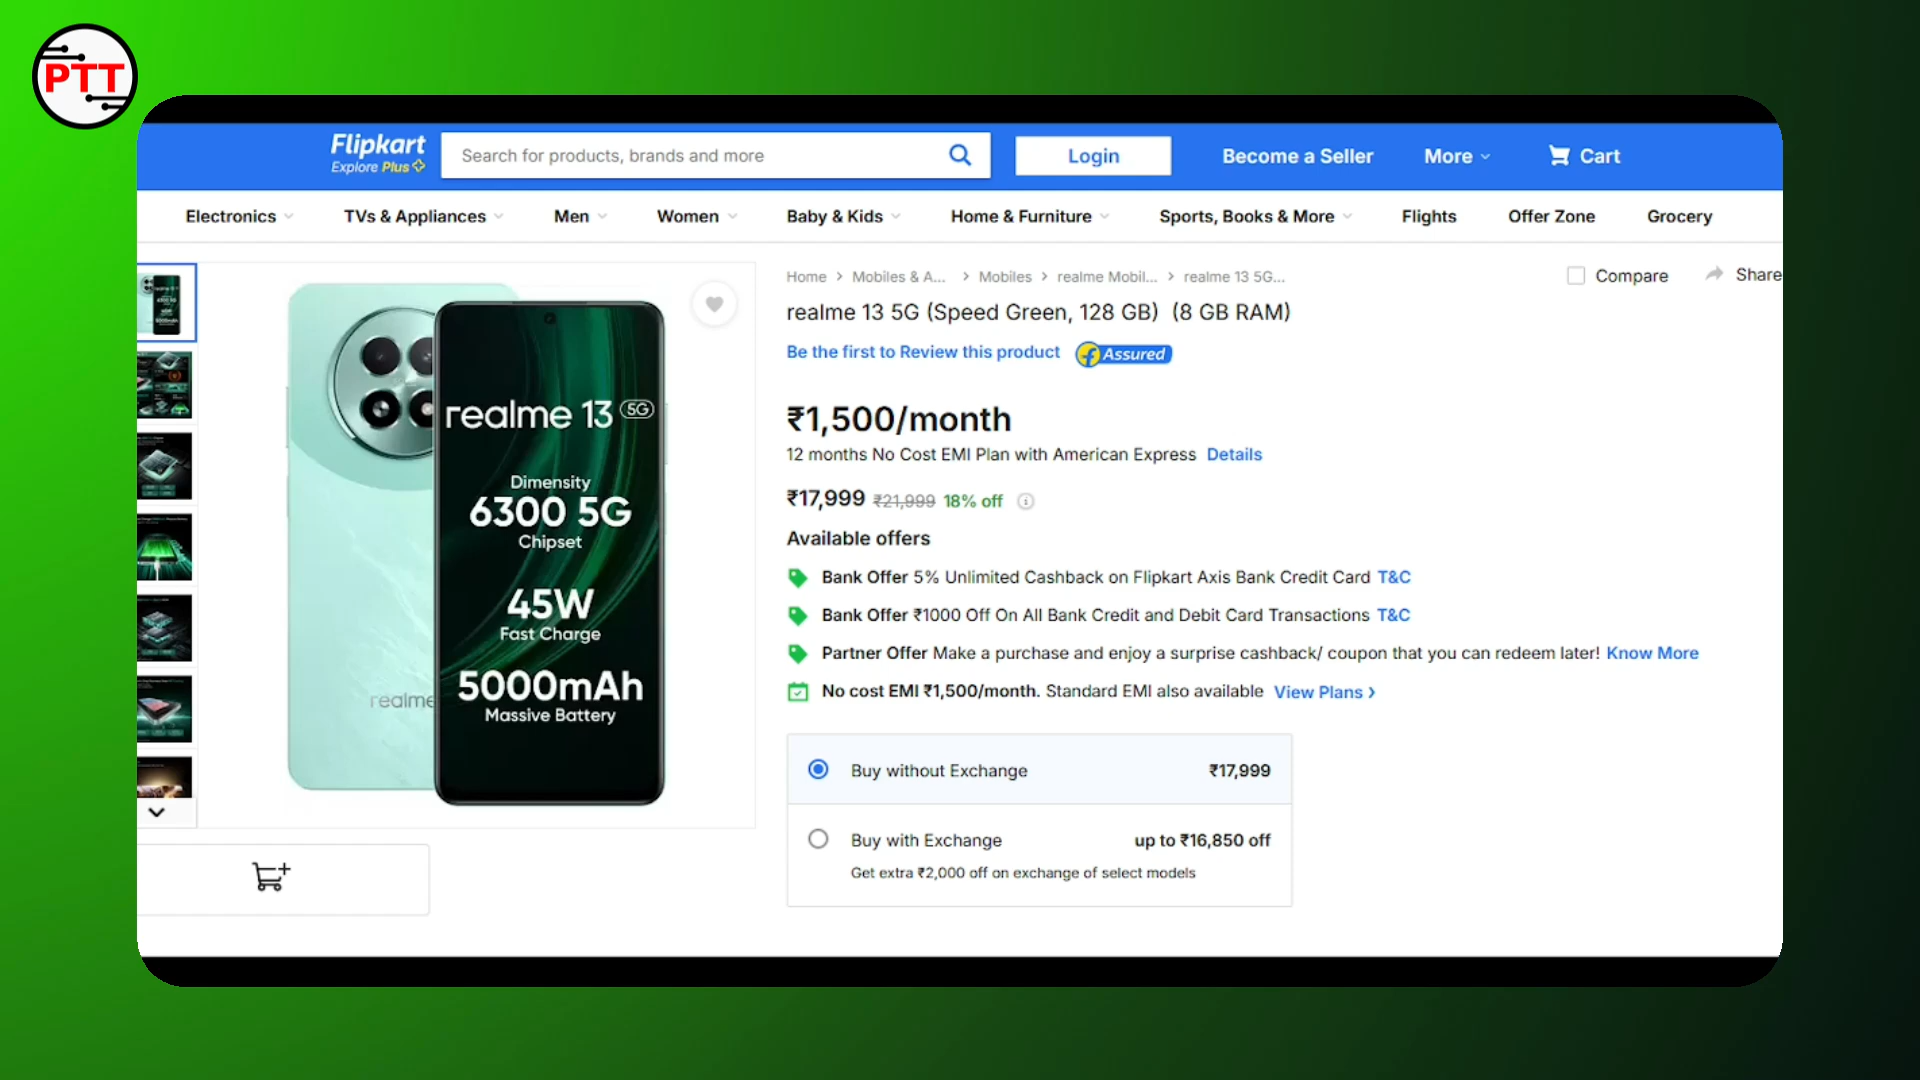 PTT
Flipkart
Explore Plus
Search for products, brands and more
Login
Become a Seller
More
Cart
Electronics
TVs & Appliances
Men
Women
Baby & Kids
Home & Furniture
Sports, Books & More
Flights
Offer Zone
Grocery
Home > Mobiles & A... > Mobiles > realme Mobil... > realme 13 5G...
Compare
Share
realme 13 5G (Speed Green, 128 GB) (8 GB RAM)
Be the first to Review this product
Assured
₹1,500/month
12 months No Cost EMI Plan with American Express Details
₹17,999 ₹21,999 18% off
Available offers
Bank Offer 5% Unlimited Cashback on Flipkart Axis Bank Credit Card T&C
Bank Offer ₹1000 Off On All Bank Credit and Debit Card Transactions T&C
Partner Offer Make a purchase and enjoy a surprise cashback/ coupon that you can redeem later! Know More
No cost EMI ₹1,500/month. Standard EMI also available View Plans >
Buy without Exchange ₹17,999
Buy with Exchange up to ₹16,850 off
Get extra ₹2,000 off on exchange of select models
realme 13 5G
Dimensity
6300 5G
Chipset
45W
Fast Charge
5000mAh
Massive Battery
realme